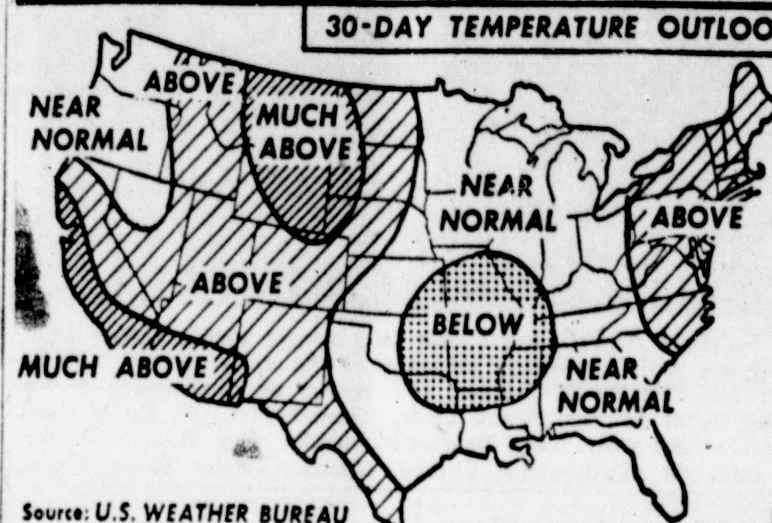 30-DAY TEMPERATURE OUTLOO
ABOVE
NEAR
NORMAL
MUCH
ABOVE
NEAR
NORMAL
ABOVE
ABOVE
BELOW
MUCH ABOVE
NEAR
NORMAL
Source: U.S. WEATHER BUREAU